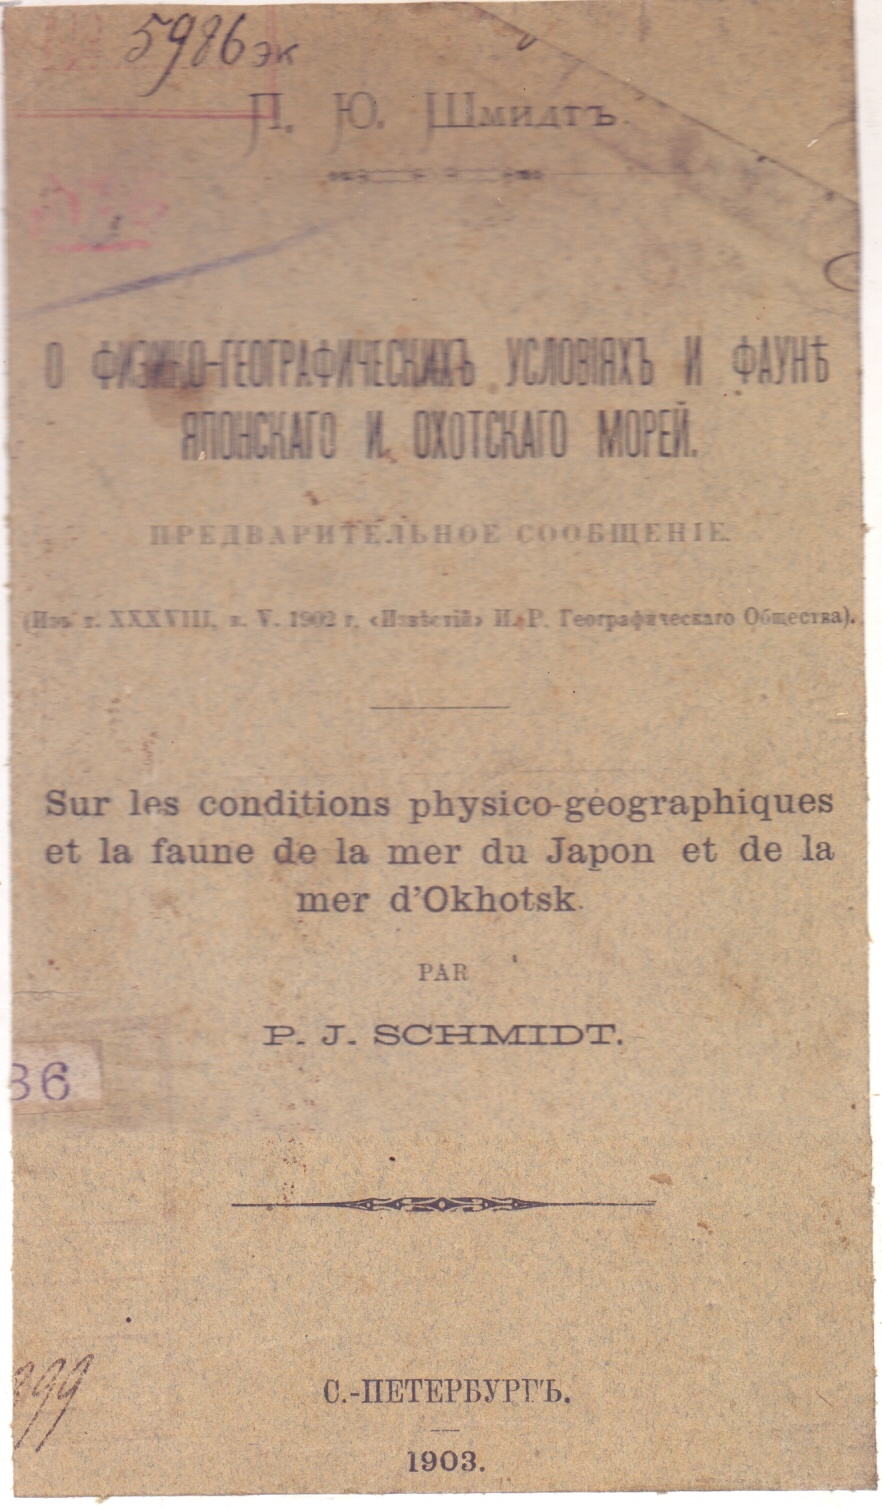 5986эк
П. Ю. Шмидтъ.
О ФИЗИКО-ГЕОГРАФИЧЕСКИХЪ УСЛОВІЯХЪ И ФАУНѢ
ЯПОНСКАГО И ОХОТСКАГО МОРЕЙ.
ПРЕДВАРИТЕЛЬНОЕ СООБЩЕНІЕ.
(Изъ т. XXXVIII, в. V. 1902 г. «Извѣстій» И. Р. Географическаго Общества).
Sur les conditions physico-géographiques
et la faune de la mer du Japon et de la
mer d'Okhotsk.
PAR
P. J. SCHMIDT.
36
С.-ПЕТЕРБУРГЪ.
1903.